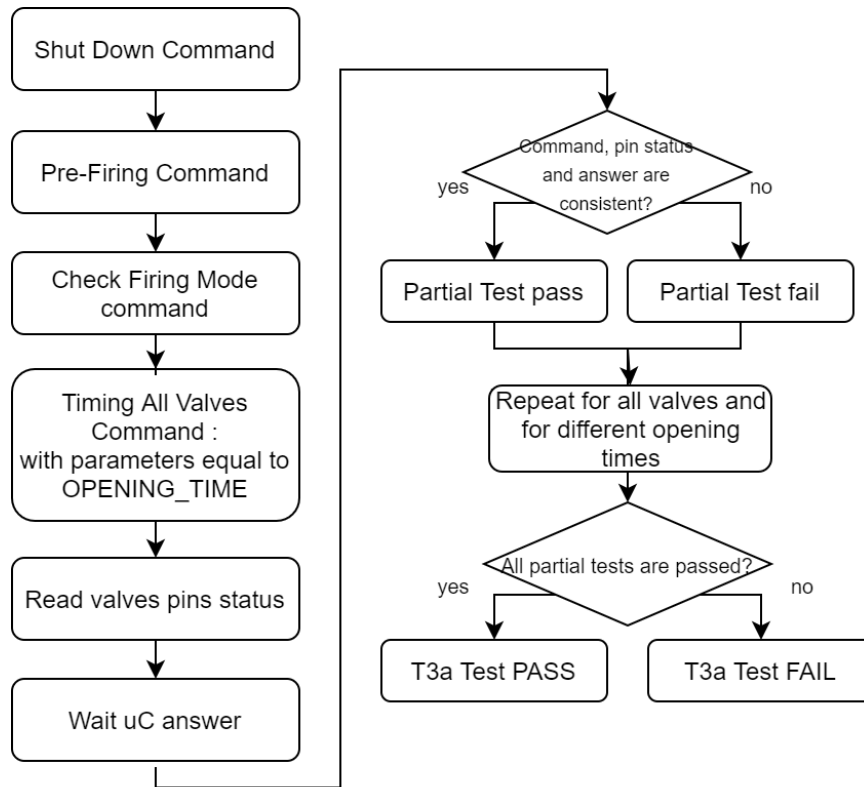 Shut Down Command
Pre-Firing Command
Check Firing Mode
command
Timing All Valves
Command :
with parameters equal to
OPENING_TIME
Read valves pins status
Wait uC answer
Command, pin status
and answer are
consistent?
yes
no
Partial Test pass
Partial Test fail
Repeat for all valves and
for different opening
times
All partial tests are passed?
yes
no
T3a Test PASS
T3a Test FAIL